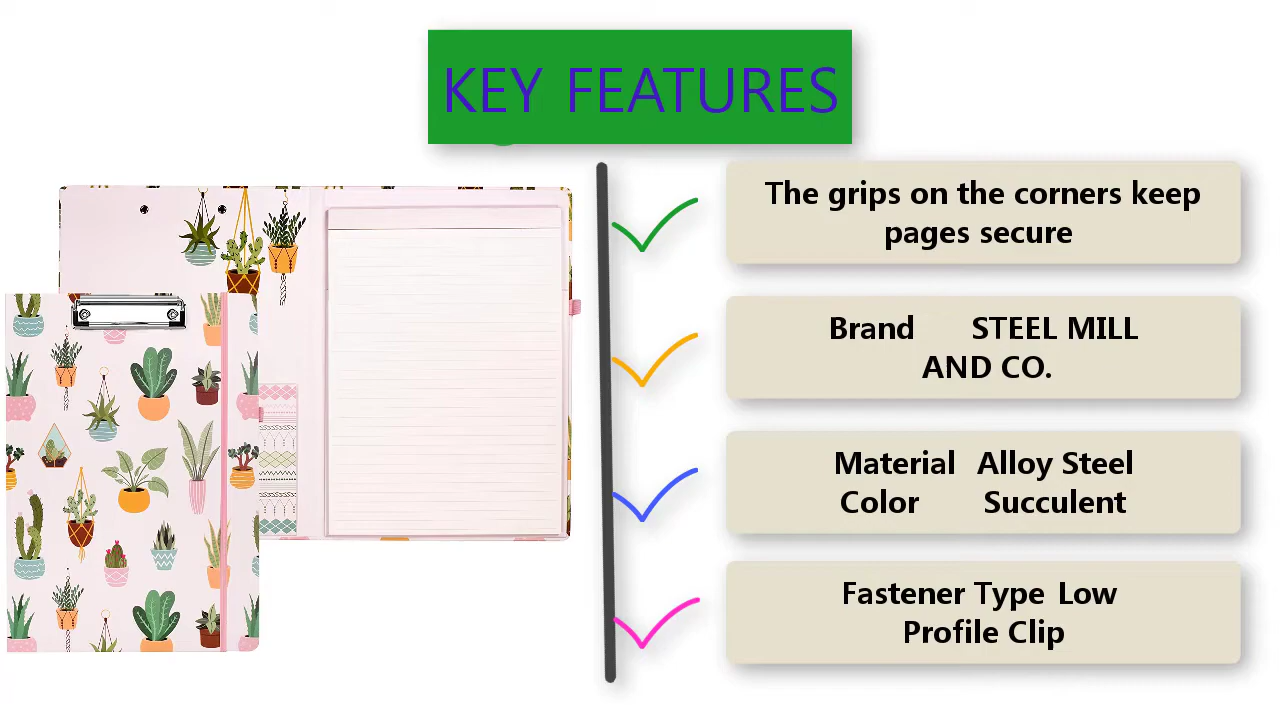 KEY FEATURES
The grips on the corners keep
pages secure
Brand STEEL MILL
AND CO.
Material Alloy Steel
Color Succulent
Fastener Type Low
Profile Clip